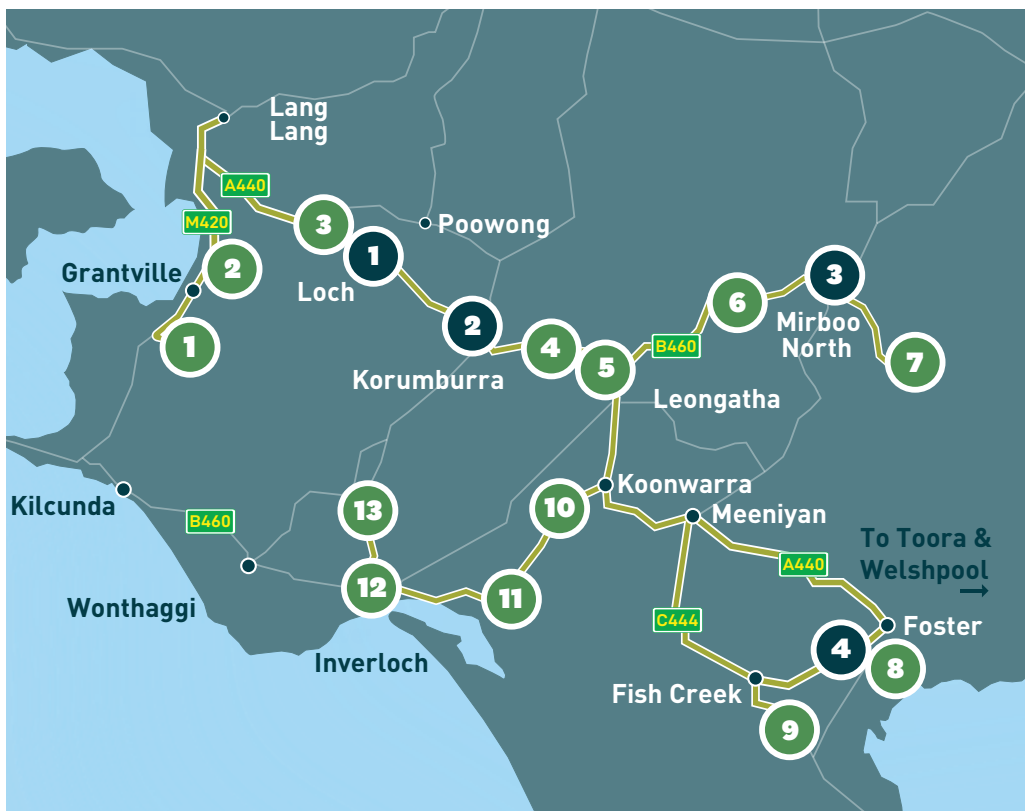 Lang
Lang
A440
M420
3
Poowong
1
Grantville
2
Loch
3
6
2
Mirboo
North
1
4
B460
5
7
Korumburra
Leongatha
Kilcunda
Koonwarra
13
10
Meeniyan
B460
To Toora &
Welshpool
A440
Wonthaggi
12
11
C444
Foster
Inverloch
4
8
Fish Creek
9